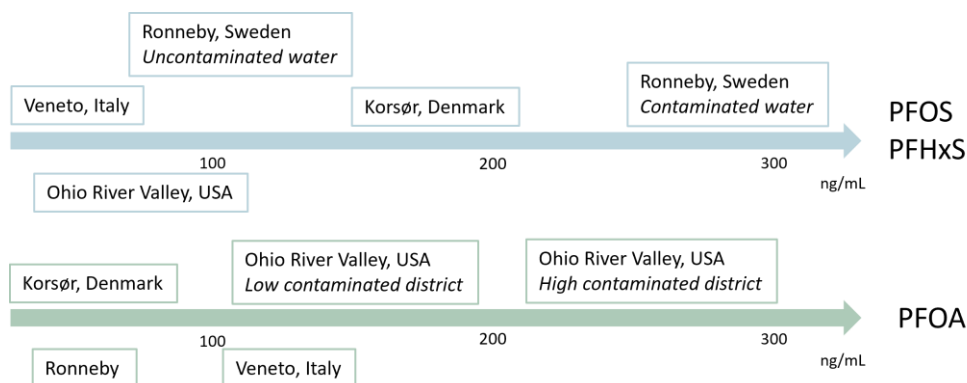 Ronneby, Sweden
Uncontaminated water
Ronneby, Sweden
Contaminated water
Veneto, Italy
Korsør, Denmark
PFOS
PFHxS
100
200
300
ng/mL
Ohio River Valley, USA
Ohio River Valley, USA
Low contaminated district
Ohio River Valley, USA
High contaminated district
Korsør, Denmark
PFOA
100
200
300
ng/mL
Ronneby
Veneto, Italy